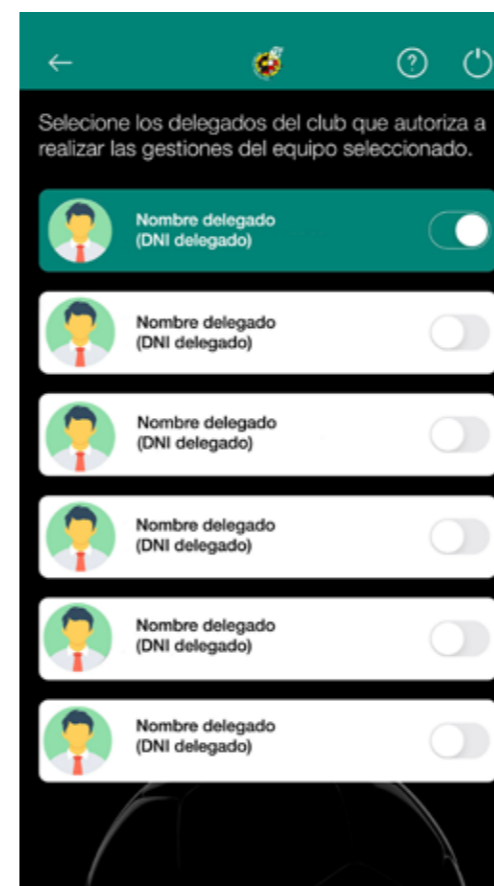 Selecione los delegados del club que autoriza a
realizar las gestiones del equipo seleccionado.
Nombre delegado
(DNI delegado)
Nombre delegado
(DNI delegado)
Nombre delegado
(DNI delegado)
Nombre delegado
(DNI delegado)
Nombre delegado
(DNI delegado)
Nombre delegado
(DNI delegado)